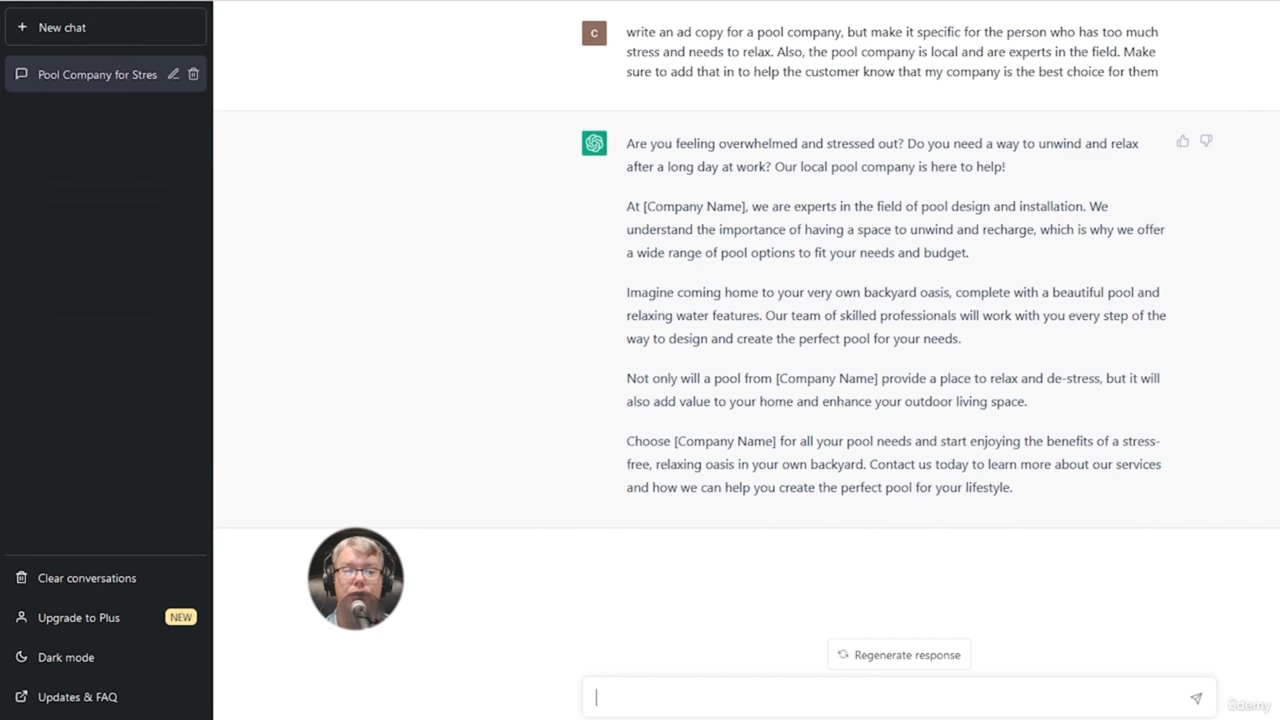 New chat
Pool Company for Stres
Clear conversations
Upgrade to Plus
NEW
Dark mode
Updates & FAQ
C
write an ad copy for a pool company, but make it specific for the person who has too much
stress and needs to relax. Also, the pool company is local and are experts in the field. Make
sure to add that in to help the customer know that my company is the best choice for them
Are you feeling overwhelmed and stressed out? Do you need a way to unwind and relax
after a long day at work? Our local pool company is here to help!
At [Company Name], we are experts in the field of pool design and installation. We
understand the importance of having a space to unwind and recharge, which is why we offer
a wide range of pool options to fit your needs and budget.
Imagine coming home to your very own backyard oasis, complete with a beautiful pool and
relaxing water features. Our team of skilled professionals will work with you every step of the
way to design and create the perfect pool for your needs.
Not only will a pool from [Company Name] provide a place to relax and de-stress, but it will
also add value to your home and enhance your outdoor living space.
Choose [Company Name] for all your pool needs and start enjoying the benefits of a stress-
free, relaxing oasis in your own backyard. Contact us today to learn more about our services
and how we can help you create the perfect pool for your lifestyle.
Regenerate response
ûdemy